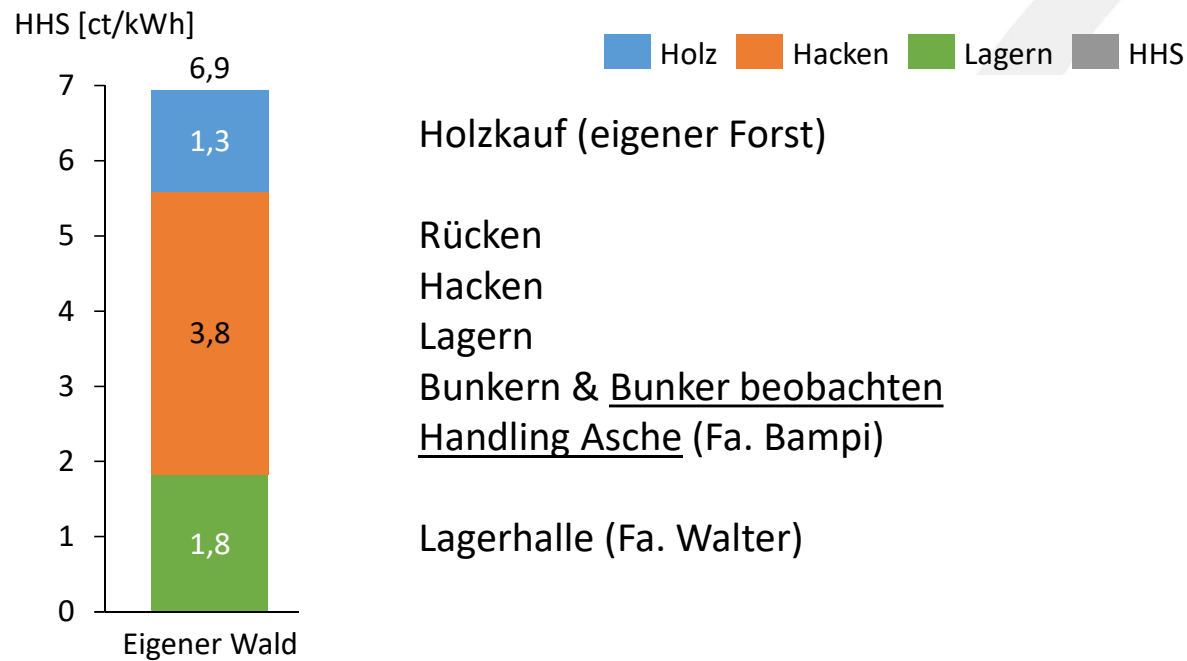 HHS [ct/kWh]
Holz Hacken Lagern HHS
6,9
7
6
5
4
3
2
1
0
1,3
3,8
1,8
Eigener Wald
Holzkauf (eigener Forst)
Rücken
Hacken
Lagern
Bunkern & Bunker beobachten
Handling Asche (Fa. Bampi)
Lagerhalle (Fa. Walter)